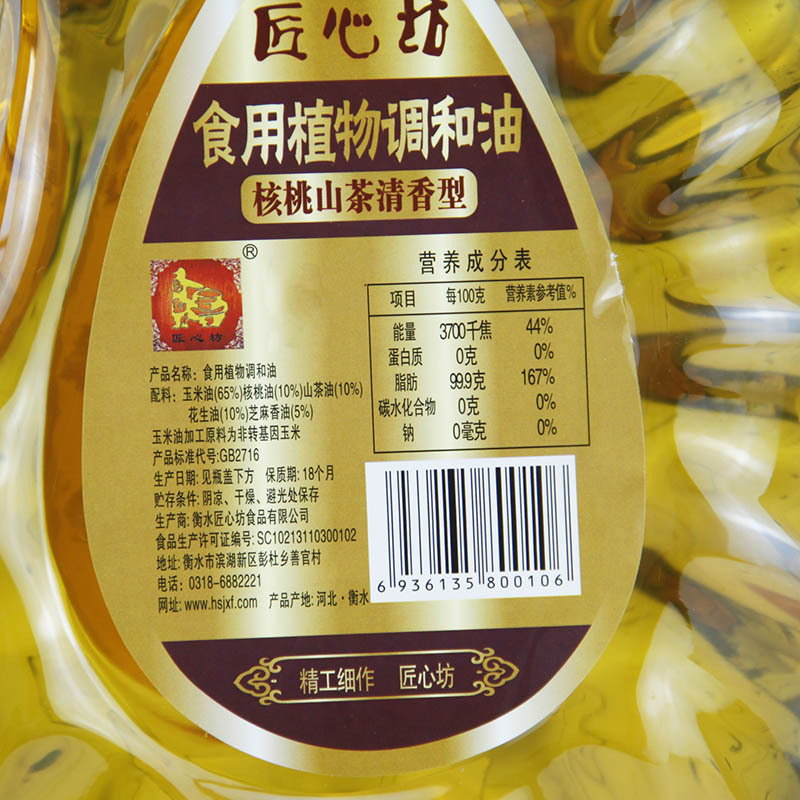 匠心坊
食用植物调和油
核桃山茶清香型
®
匠心坊
营养成分表
项目 每100克 营养素参考值%
能量 3700千焦 44%
蛋白质 0克 0%
脂肪 99.9克 167%
碳水化合物 0克 0%
钠 0毫克 0%
产品名称: 食用植物调和油
配料: 玉米油(65%)核桃油(10%)山茶油(10%)
花生油(10%)芝麻香油(5%)
玉米油加工原料为非转基因玉米
产品标准代号:GB2716
生产日期: 见瓶盖下方 保质期: 18个月
贮存条件: 阴凉、干燥、避光处保存
生产商: 衡水匠心坊食品有限公司
食品生产许可证编号: SC10213110300102
地址: 衡水市滨湖新区彭杜乡善官村
电话: 0318-6882221
网址: www.hsjxf.com 产品产地: 河北·衡水
6 936135 800106
精工细作 匠心坊